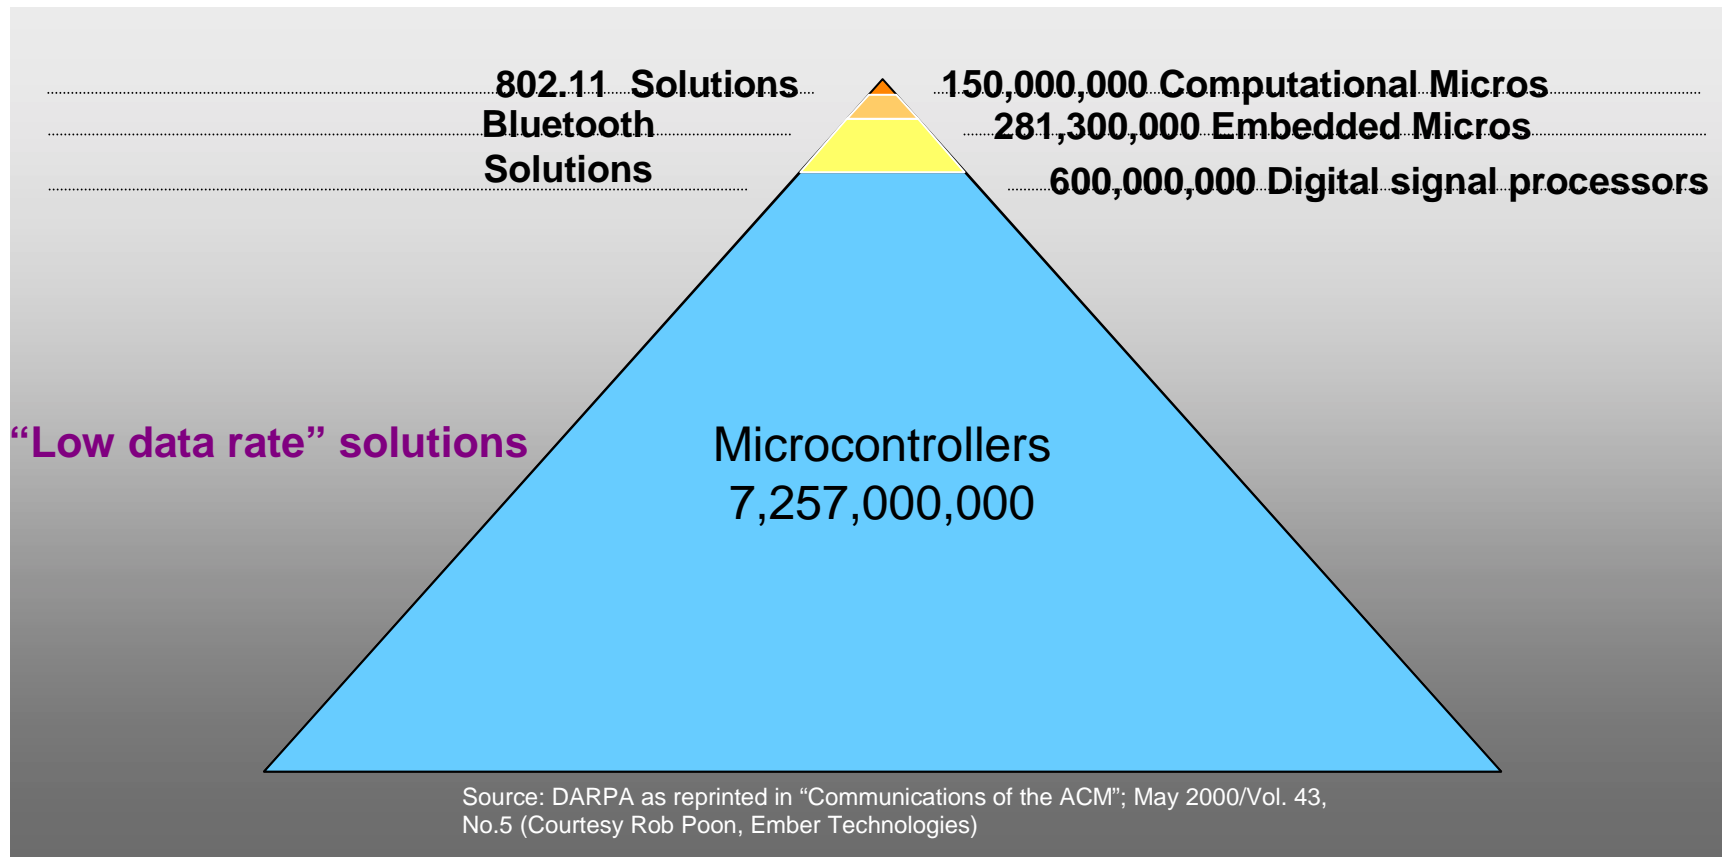 802.11 Solutions
150,000,000 Computational Micros
Bluetooth
Solutions
281,300,000 Embedded Micros
600,000,000 Digital signal processors
“Low data rate” solutions
Microcontrollers
7,257,000,000
Source: DARPA as reprinted in “Communications of the ACM”; May 2000/Vol. 43,
No.5 (Courtesy Rob Poon, Ember Technologies)